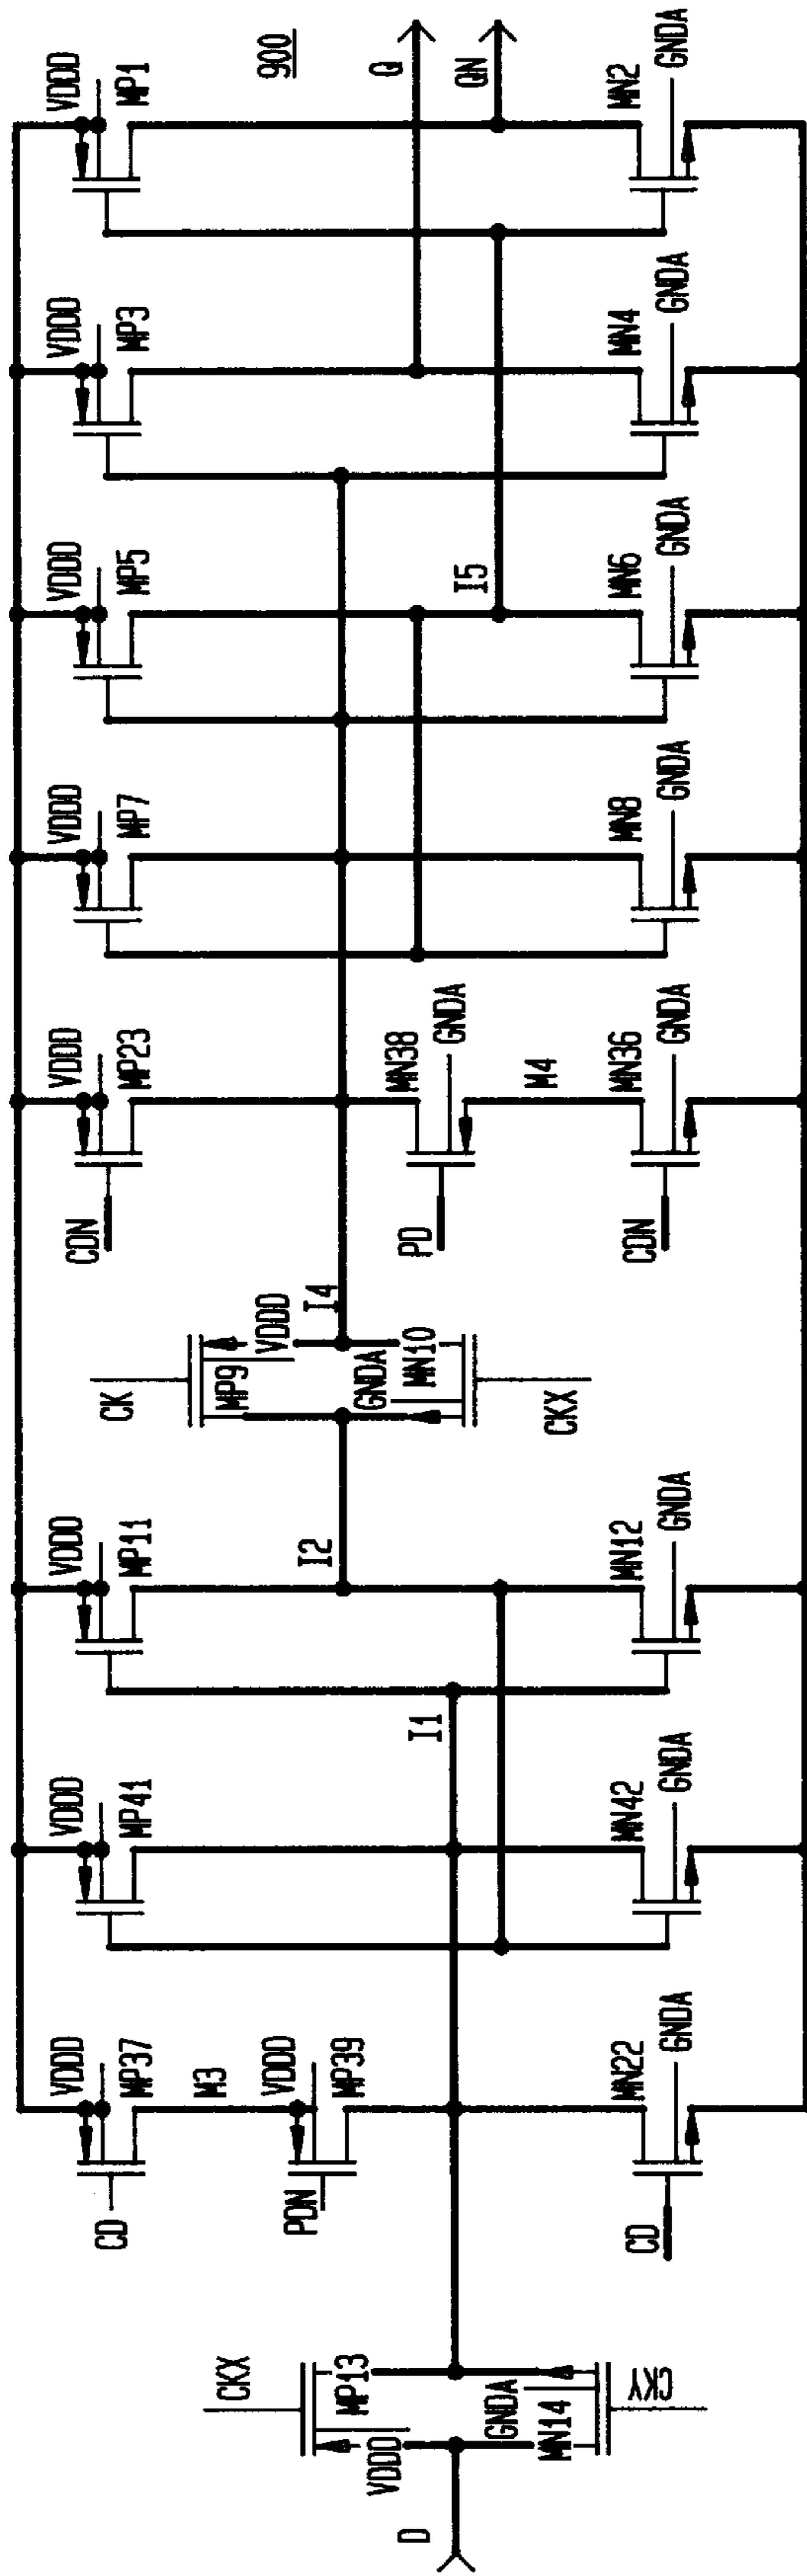 900
D
CKX
MP13
VDDD
GNDA
MN14
CKY
CD
VDDD
MP37
M3
PDN
VDDD
MP39
CD
MN22
GNDA
VDDD
MP41
MN42
GNDA
I1
VDDD
MP11
I2
MN12
GNDA
CK
MP9
VDDD
I4
GNDA
MN10
CKX
CDN
VDDD
MP23
PD
MN38
GNDA
M4
CDN
MN36
GNDA
VDDD
MP7
MN8
GNDA
VDDD
MP5
I5
MN6
GNDA
VDDD
MP3
MN4
GNDA
VDDD
MP1
Q
QN
MN2
GNDA